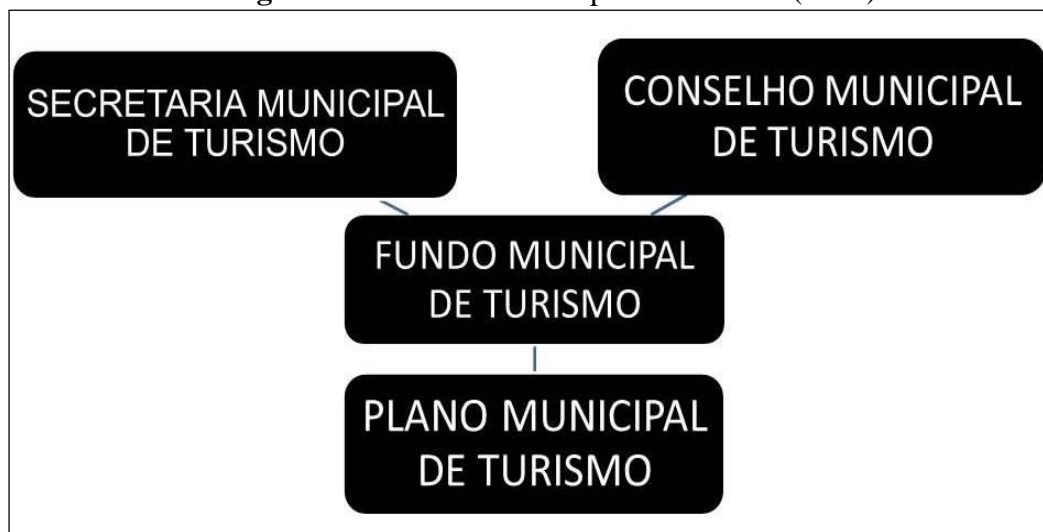 SECRETARIA MUNICIPAL
DE TURISMO
CONSELHO MUNICIPAL
DE TURISMO
FUNDO MUNICIPAL
DE TURISMO
PLANO MUNICIPAL
DE TURISMO